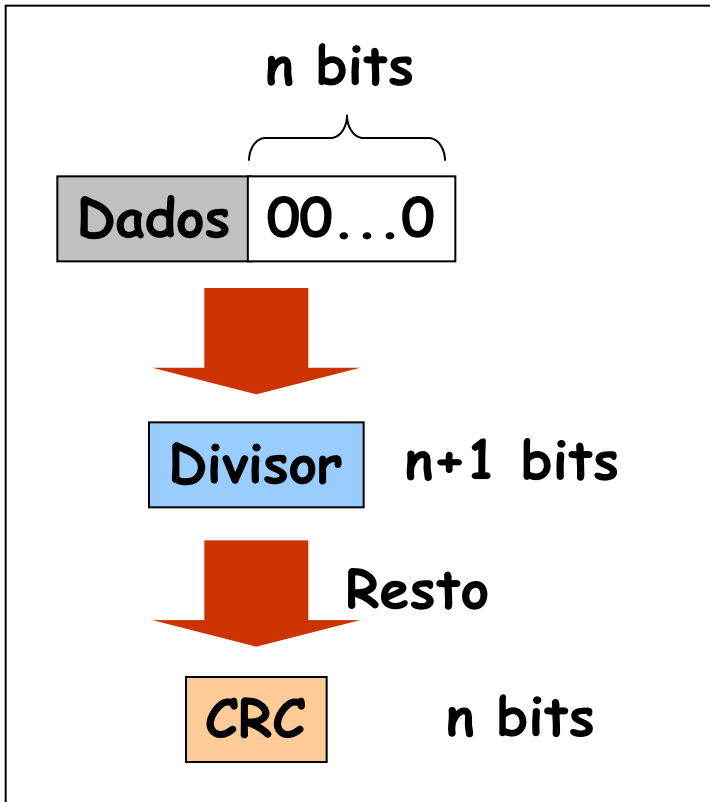 n bits
Dados 00...0
Divisor n+1 bits
Resto
CRC n bits